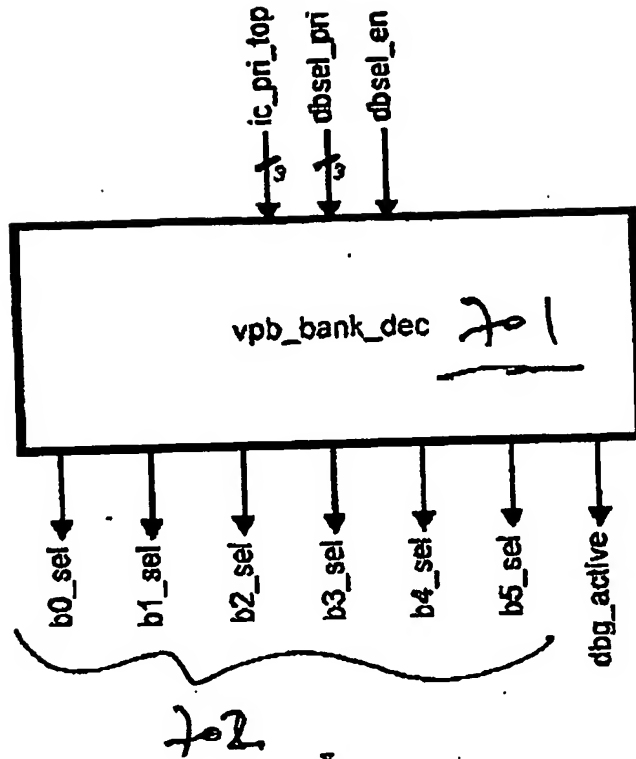 ic_pri_top
3
dbsel_pri
3
dbsel_en
vpb_bank_dec 701
b0_sel
b1_sel
b2_sel
b3_sel
b4_sel
b5_sel
dbg_active
702